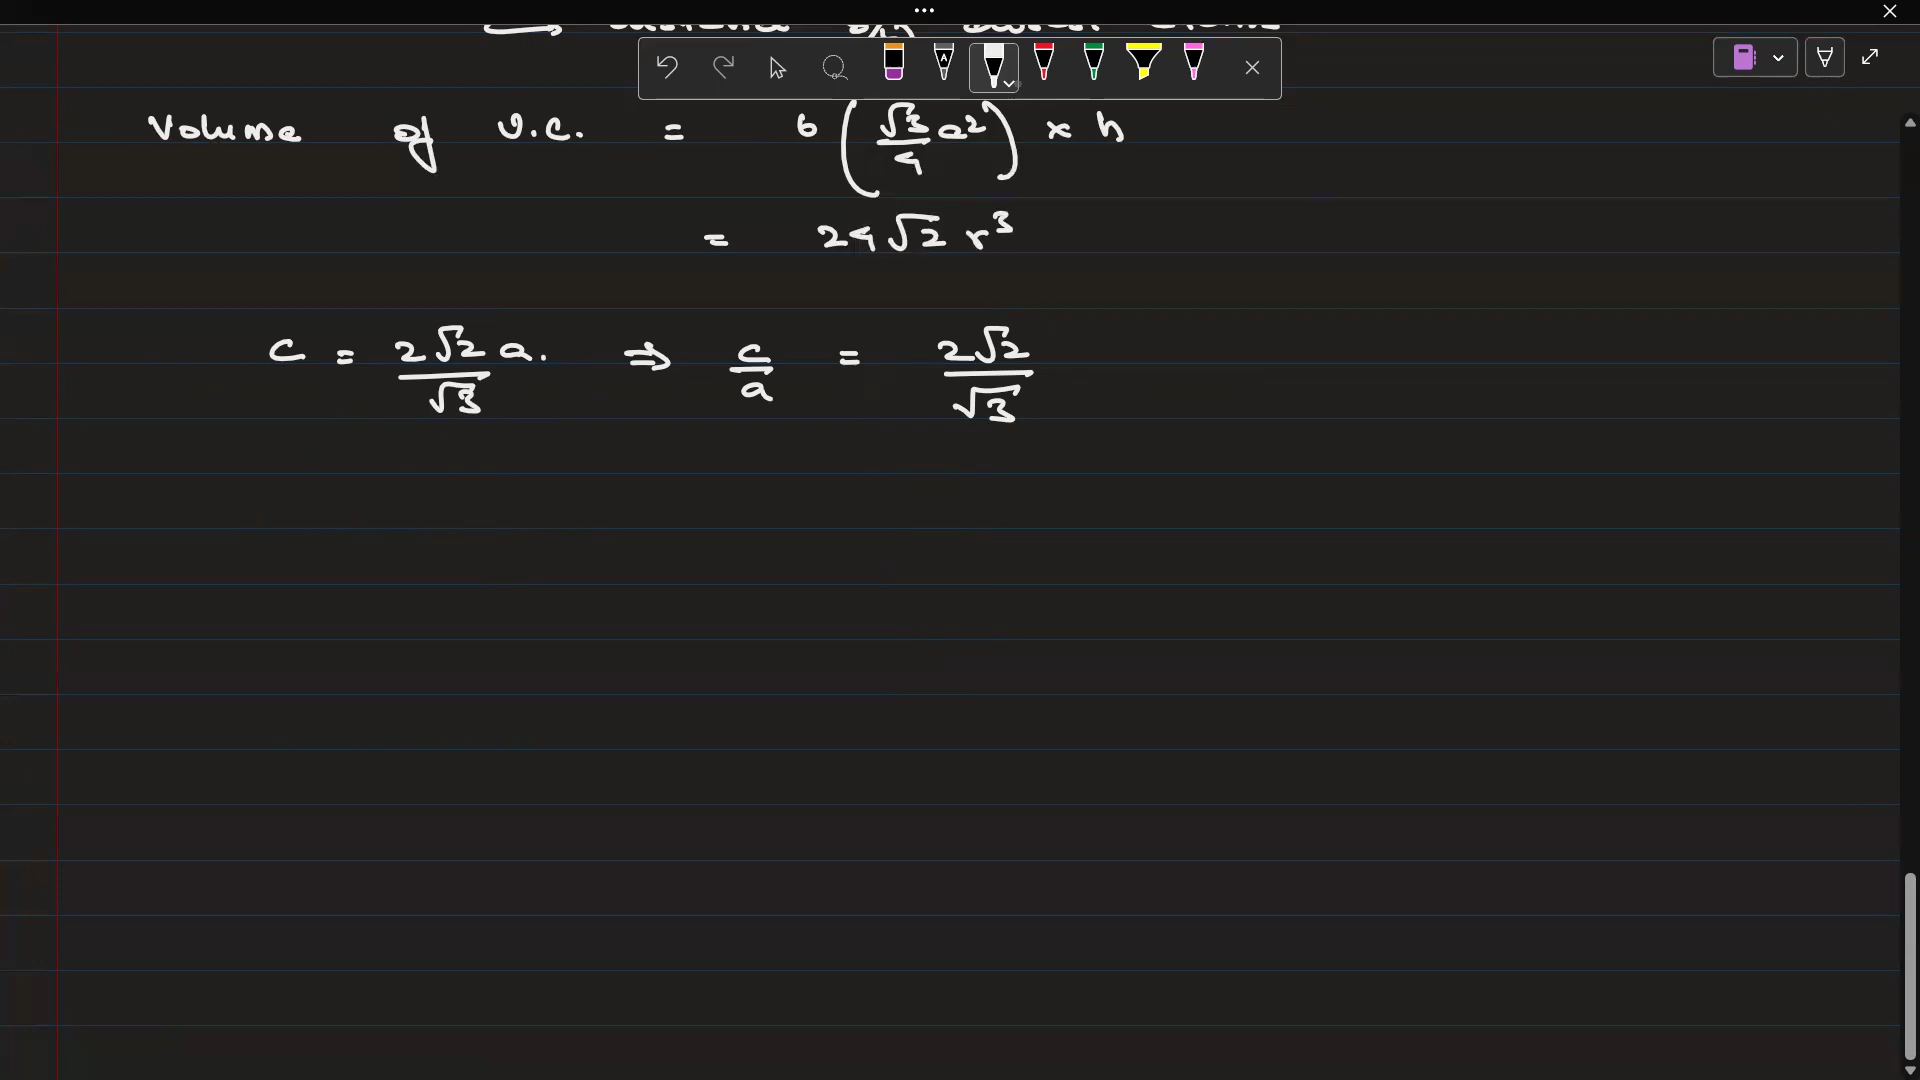 Volume of U.C. = 6 (√3/4 a²) × h
= 24√2 r³
C = 2√2/√3 a. ⇒ c/a = 2√2/√3